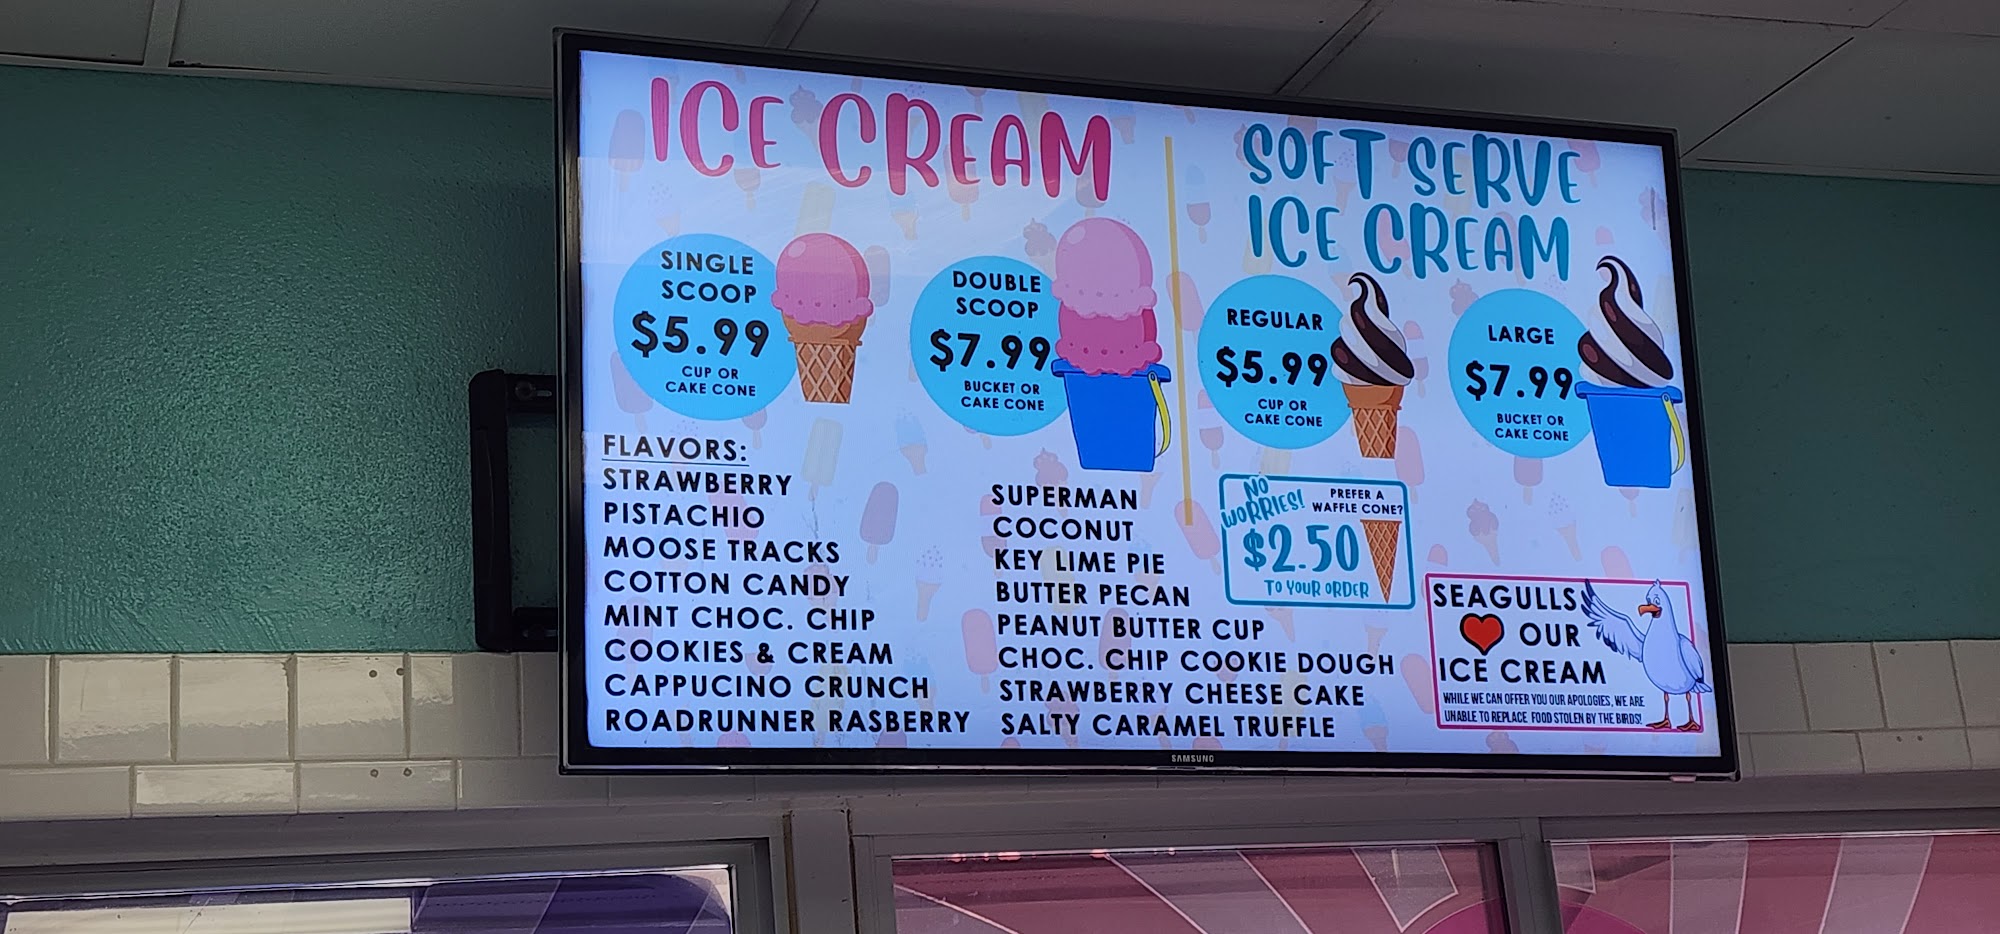 ICE CREAM
SINGLE
SCOOP
$5.99
CUP OR
CAKE CONE
DOUBLE
SCOOP
$7.99
BUCKET OR
CAKE CONE
FLAVORS:
STRAWBERRY
PISTACHIO
MOOSE TRACKS
COTTON CANDY
MINT CHOC. CHIP
COOKIES & CREAM
CAPPUCINO CRUNCH
ROADRUNNER RASBERRY
SUPERMAN
COCONUT
KEY LIME PIE
BUTTER PECAN
PEANUT BUTTER CUP
CHOC. CHIP COOKIE DOUGH
STRAWBERRY CHEESE CAKE
SALTY CARAMEL TRUFFLE
SOFT SERVE
ICE CREAM
REGULAR
$5.99
CUP OR
CAKE CONE
LARGE
$7.99
BUCKET OR
CAKE CONE
NO
WORRIES!
PREFER A
WAFFLE CONE?
$2.50
TO YOUR ORDER
SEAGULLS
OUR
ICE CREAM
WHILE WE CAN OFFER YOU OUR APOLOGIES, WE ARE
UNABLE TO REPLACE FOOD STOLEN BY THE BIRDS!
SAMSUNG